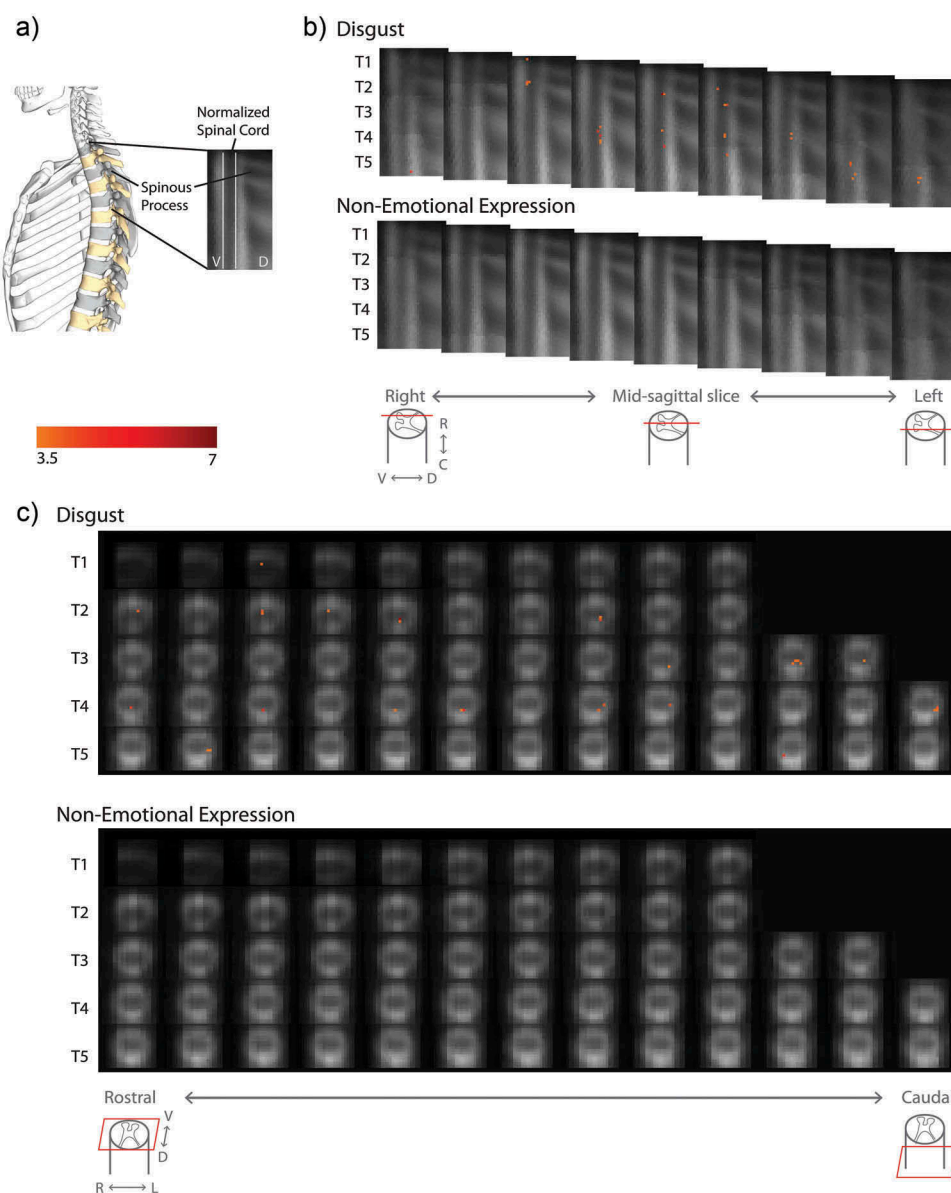 a)
Normalized
Spinal Cord
Spinous
Process
V D
3.5 7
b)
Disgust
T1
T2
T3
T4
T5
Non-Emotional Expression
T1
T2
T3
T4
T5
Right Mid-sagittal slice Left
R
C
V D
c)
Disgust
T1
T2
T3
T4
T5
Non-Emotional Expression
T1
T2
T3
T4
T5
Rostral Cauda
V
D
R L